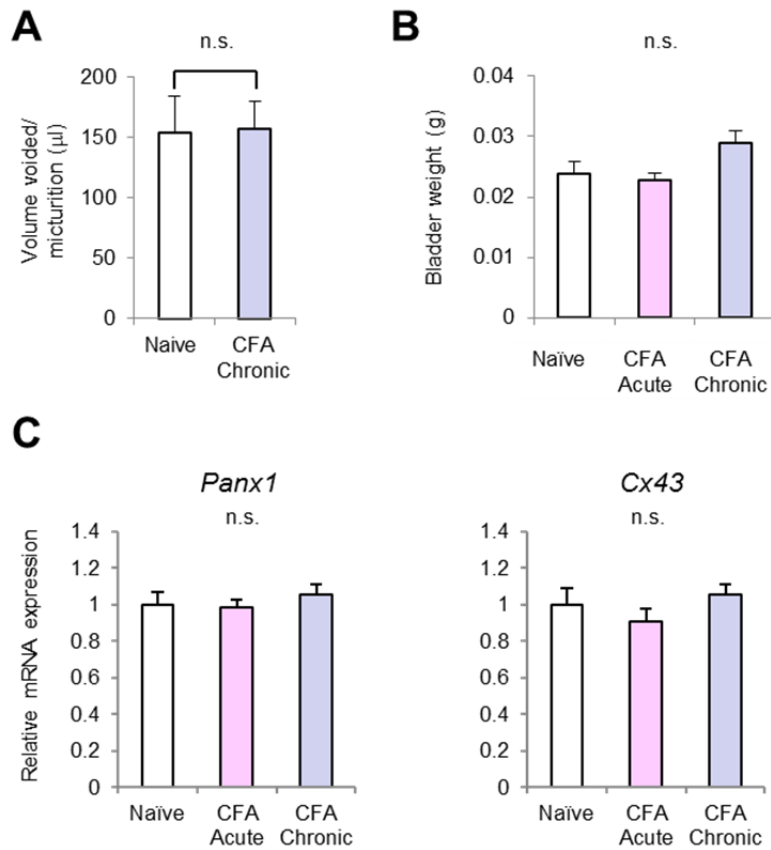 A
n.s.
Volume voided/
micturition (µl)
200
150
100
50
0
Naive
CFA
Chronic
B
n.s.
Bladder weight (g)
0.04
0.03
0.02
0.01
0
Naïve
CFA
Acute
CFA
Chronic
C
Panx1
n.s.
Relative mRNA expression
1.4
1.2
1
0.8
0.6
0.4
0.2
0
Naïve
CFA
Acute
CFA
Chronic
Cx43
n.s.
1.4
1.2
1
0.8
0.6
0.4
0.2
0
Naïve
CFA
Acute
CFA
Chronic